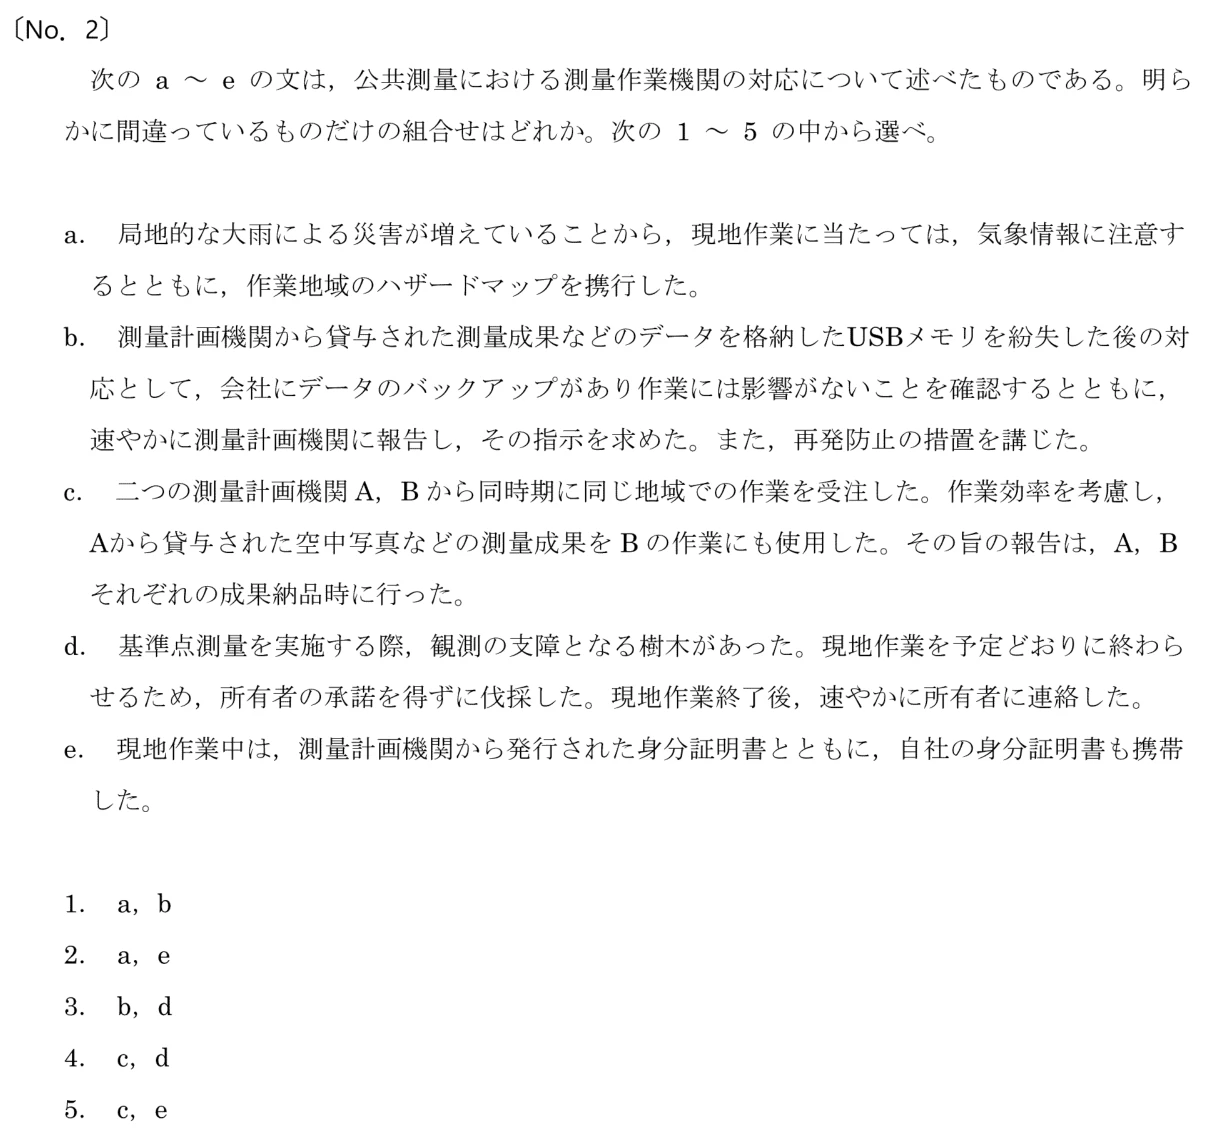 〔No. 2〕
次の a ～ e の文は，公共測量における測量作業機関の対応について述べたものである。明ら
かに間違っているものだけの組合せはどれか。次の 1 ～ 5 の中から選べ。
a. 局地的な大雨による災害が増えていることから，現地作業に当たっては，気象情報に注意す
るとともに，作業地域のハザードマップを携行した。
b. 測量計画機関から貸与された測量成果などのデータを格納したUSBメモリを紛失した後の対
応として，会社にデータのバックアップがあり作業には影響がないことを確認するとともに，
速やかに測量計画機関に報告し，その指示を求めた。また，再発防止の措置を講じた。
c. 二つの測量計画機関 A，B から同時期に同じ地域での作業を受注した。作業効率を考慮し，
Aから貸与された空中写真などの測量成果を B の作業にも使用した。その旨の報告は，A，B
それぞれの成果納品時に行った。
d. 基準点測量を実施する際，観測の支障となる樹木があった。現地作業を予定どおりに終わら
せるため，所有者の承諾を得ずに伐採した。現地作業終了後，速やかに所有者に連絡した。
e. 現地作業中は，測量計画機関から発行された身分証明書とともに，自社の身分証明書も携帯
した。
1. a，b
2. a，e
3. b，d
4. c，d
5. c，e